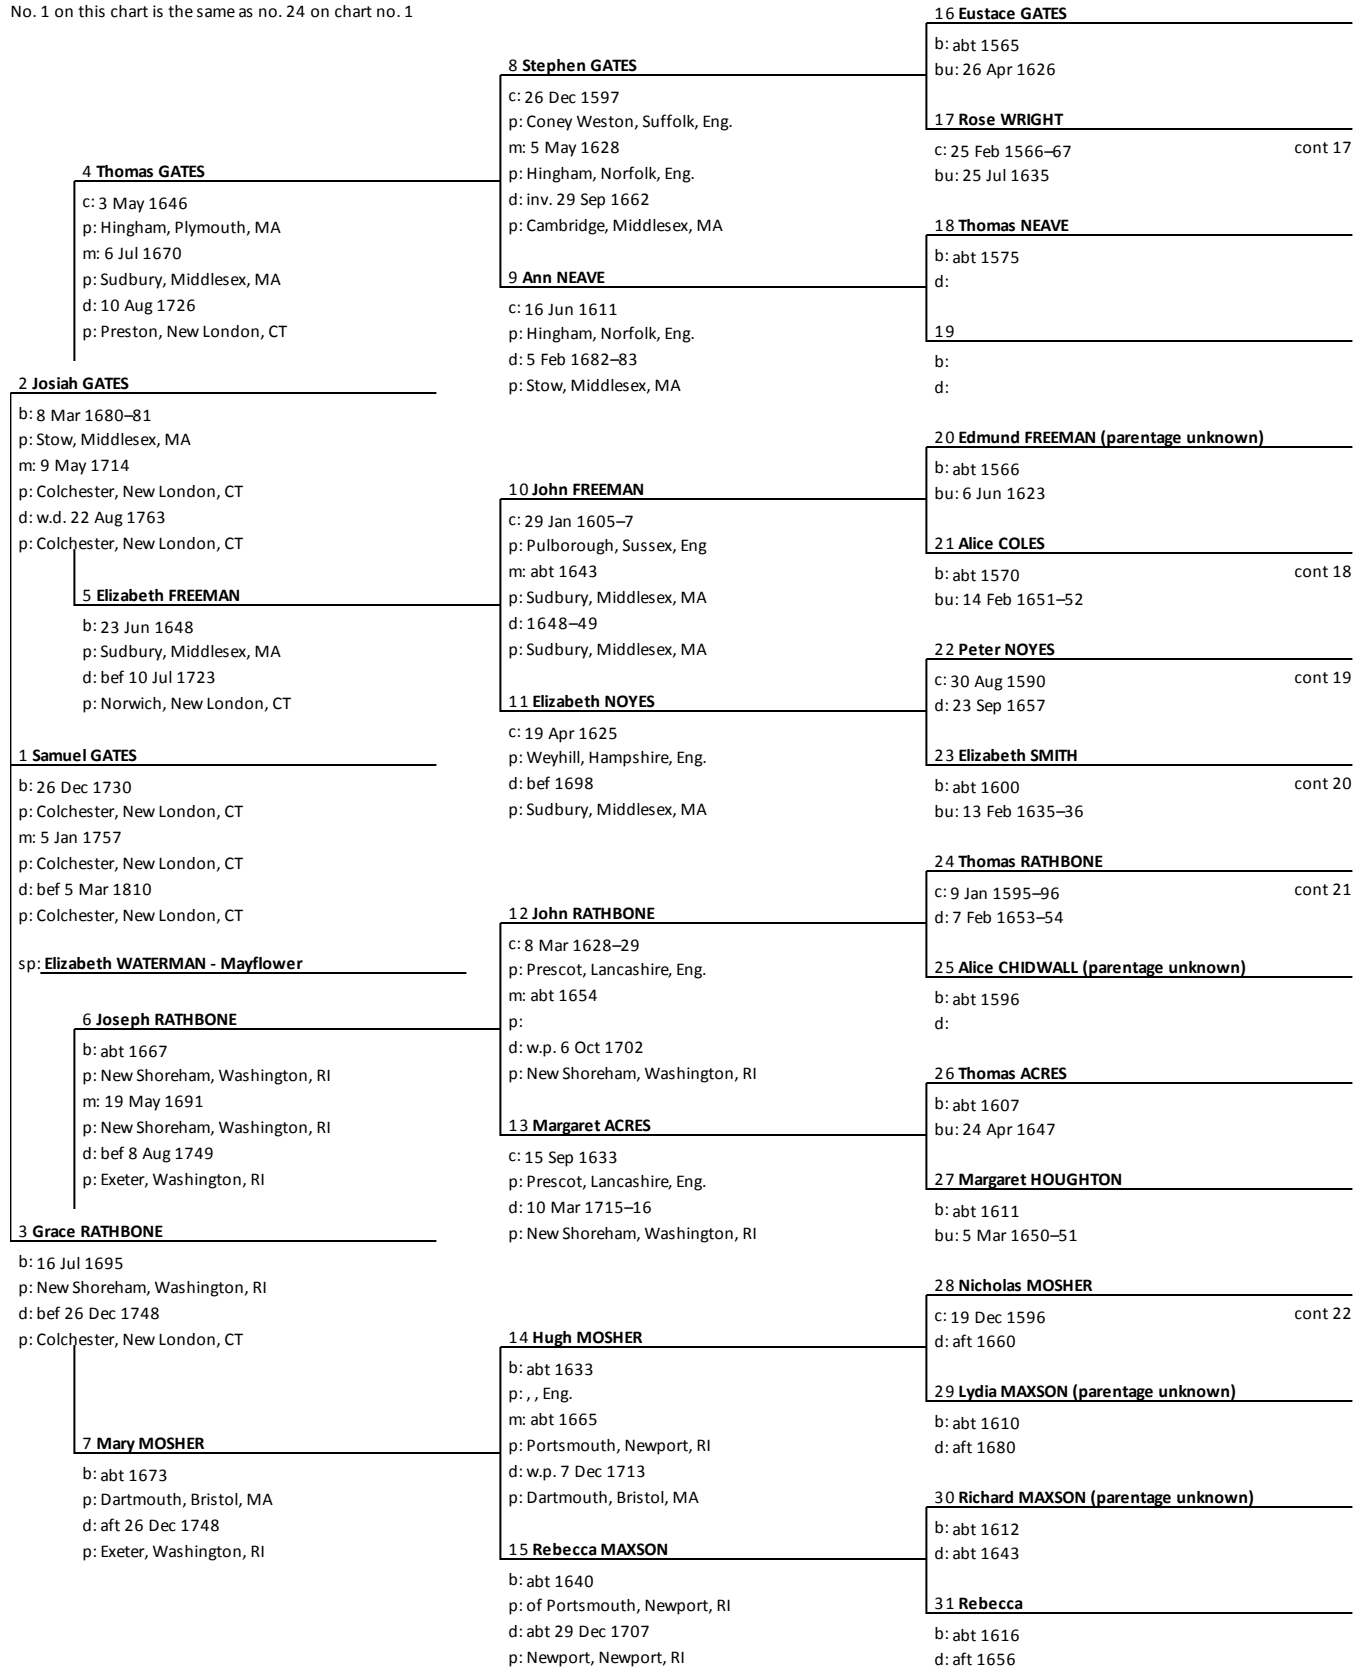 No. 1 on this chart is the same as no. 24 on chart no. 1
16 Eustace GATES
b: abt 1565
bu: 26 Apr 1626
8 Stephen GATES
c: 26 Dec 1597
p: Coney Weston, Suffolk, Eng.
m: 5 May 1628
p: Hingham, Norfolk, Eng.
d: inv. 29 Sep 1662
p: Cambridge, Middlesex, MA
17 Rose WRIGHT
c: 25 Feb 1566–67 cont 17
bu: 25 Jul 1635
4 Thomas GATES
c: 3 May 1646
p: Hingham, Plymouth, MA
m: 6 Jul 1670
p: Sudbury, Middlesex, MA
d: 10 Aug 1726
p: Preston, New London, CT
18 Thomas NEAVE
b: abt 1575
d:
9 Ann NEAVE
c: 16 Jun 1611
p: Hingham, Norfolk, Eng.
d: 5 Feb 1682–83
p: Stow, Middlesex, MA
19
b:
d:
2 Josiah GATES
b: 8 Mar 1680–81
p: Stow, Middlesex, MA
m: 9 May 1714
p: Colchester, New London, CT
d: w.d. 22 Aug 1763
p: Colchester, New London, CT
20 Edmund FREEMAN (parentage unknown)
b: abt 1566
bu: 6 Jun 1623
10 John FREEMAN
c: 29 Jan 1605–7
p: Pulborough, Sussex, Eng
m: abt 1643
p: Sudbury, Middlesex, MA
d: 1648–49
p: Sudbury, Middlesex, MA
21 Alice COLES
b: abt 1570 cont 18
bu: 14 Feb 1651–52
5 Elizabeth FREEMAN
b: 23 Jun 1648
p: Sudbury, Middlesex, MA
d: bef 10 Jul 1723
p: Norwich, New London, CT
22 Peter NOYES
c: 30 Aug 1590 cont 19
d: 23 Sep 1657
11 Elizabeth NOYES
c: 19 Apr 1625
p: Weyhill, Hampshire, Eng.
d: bef 1698
p: Sudbury, Middlesex, MA
23 Elizabeth SMITH
b: abt 1600 cont 20
bu: 13 Feb 1635–36
1 Samuel GATES
b: 26 Dec 1730
p: Colchester, New London, CT
m: 5 Jan 1757
p: Colchester, New London, CT
d: bef 5 Mar 1810
p: Colchester, New London, CT
sp: Elizabeth WATERMAN - Mayflower
24 Thomas RATHBONE
c: 9 Jan 1595–96 cont 21
d: 7 Feb 1653–54
12 John RATHBONE
c: 8 Mar 1628–29
p: Prescot, Lancashire, Eng.
m: abt 1654
p:
d: w.p. 6 Oct 1702
p: New Shoreham, Washington, RI
25 Alice CHIDWALL (parentage unknown)
b: abt 1596
d:
6 Joseph RATHBONE
b: abt 1667
p: New Shoreham, Washington, RI
m: 19 May 1691
p: New Shoreham, Washington, RI
d: bef 8 Aug 1749
p: Exeter, Washington, RI
26 Thomas ACRES
b: abt 1607
bu: 24 Apr 1647
13 Margaret ACRES
c: 15 Sep 1633
p: Prescot, Lancashire, Eng.
d: 10 Mar 1715–16
p: New Shoreham, Washington, RI
27 Margaret HOUGHTON
b: abt 1611
bu: 5 Mar 1650–51
3 Grace RATHBONE
b: 16 Jul 1695
p: New Shoreham, Washington, RI
d: bef 26 Dec 1748
p: Colchester, New London, CT
28 Nicholas MOSHER
c: 19 Dec 1596 cont 22
d: aft 1660
14 Hugh MOSHER
b: abt 1633
p: , , Eng.
m: abt 1665
p: Portsmouth, Newport, RI
d: w.p. 7 Dec 1713
p: Dartmouth, Bristol, MA
29 Lydia MAXSON (parentage unknown)
b: abt 1610
d: aft 1680
7 Mary MOSHER
b: abt 1673
p: Dartmouth, Bristol, MA
d: aft 26 Dec 1748
p: Exeter, Washington, RI
30 Richard MAXSON (parentage unknown)
b: abt 1612
d: abt 1643
15 Rebecca MAXSON
b: abt 1640
p: of Portsmouth, Newport, RI
d: abt 29 Dec 1707
p: Newport, Newport, RI
31 Rebecca
b: abt 1616
d: aft 1656